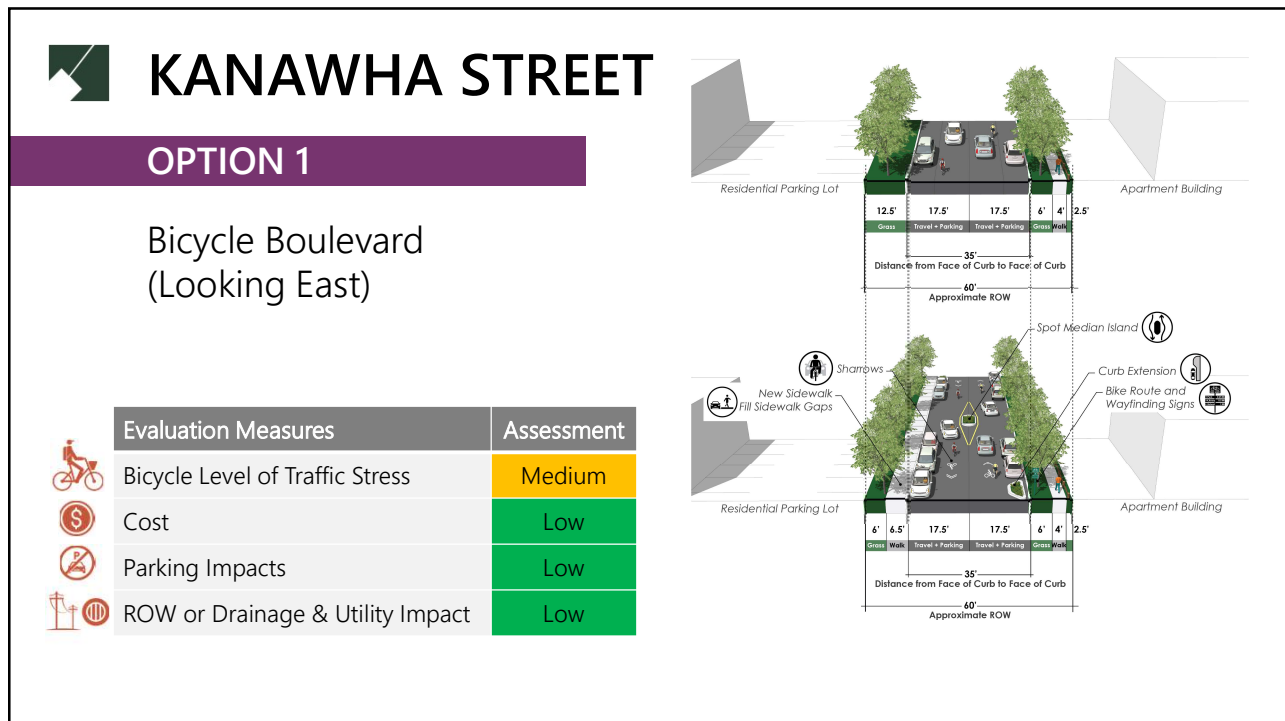 KANAWHA STREET
OPTION 1
Bicycle Boulevard
(Looking East)
Evaluation Measures Assessment
Bicycle Level of Traffic Stress Medium
Cost Low
Parking Impacts Low
ROW or Drainage & Utility Impact Low
Residential Parking Lot
Apartment Building
12.5' 17.5' 17.5' 6' 4' 2.5'
Grass Travel + Parking Travel + Parking Grass Walk
35'
Distance from Face of Curb to Face of Curb
60'
Approximate ROW
Spot Median Island
Sharrows
Curb Extension
New Sidewalk
Fill Sidewalk Gaps
Bike Route and
Wayfinding Signs
Residential Parking Lot
Apartment Building
6' 6.5' 17.5' 17.5' 6' 4' 2.5'
Grass Walk Travel + Parking Travel + Parking Grass Walk
35'
Distance from Face of Curb to Face of Curb
60'
Approximate ROW